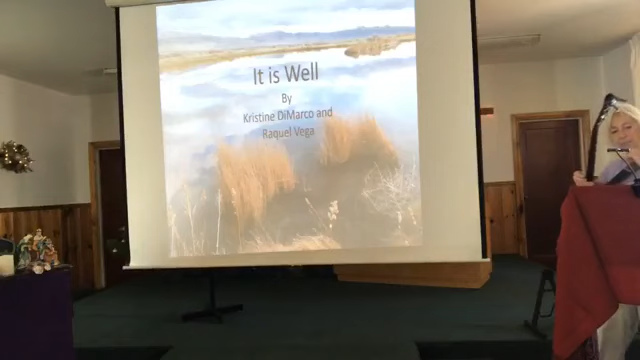 It is Well
By
Kristine DiMarco and
Raquel Vega